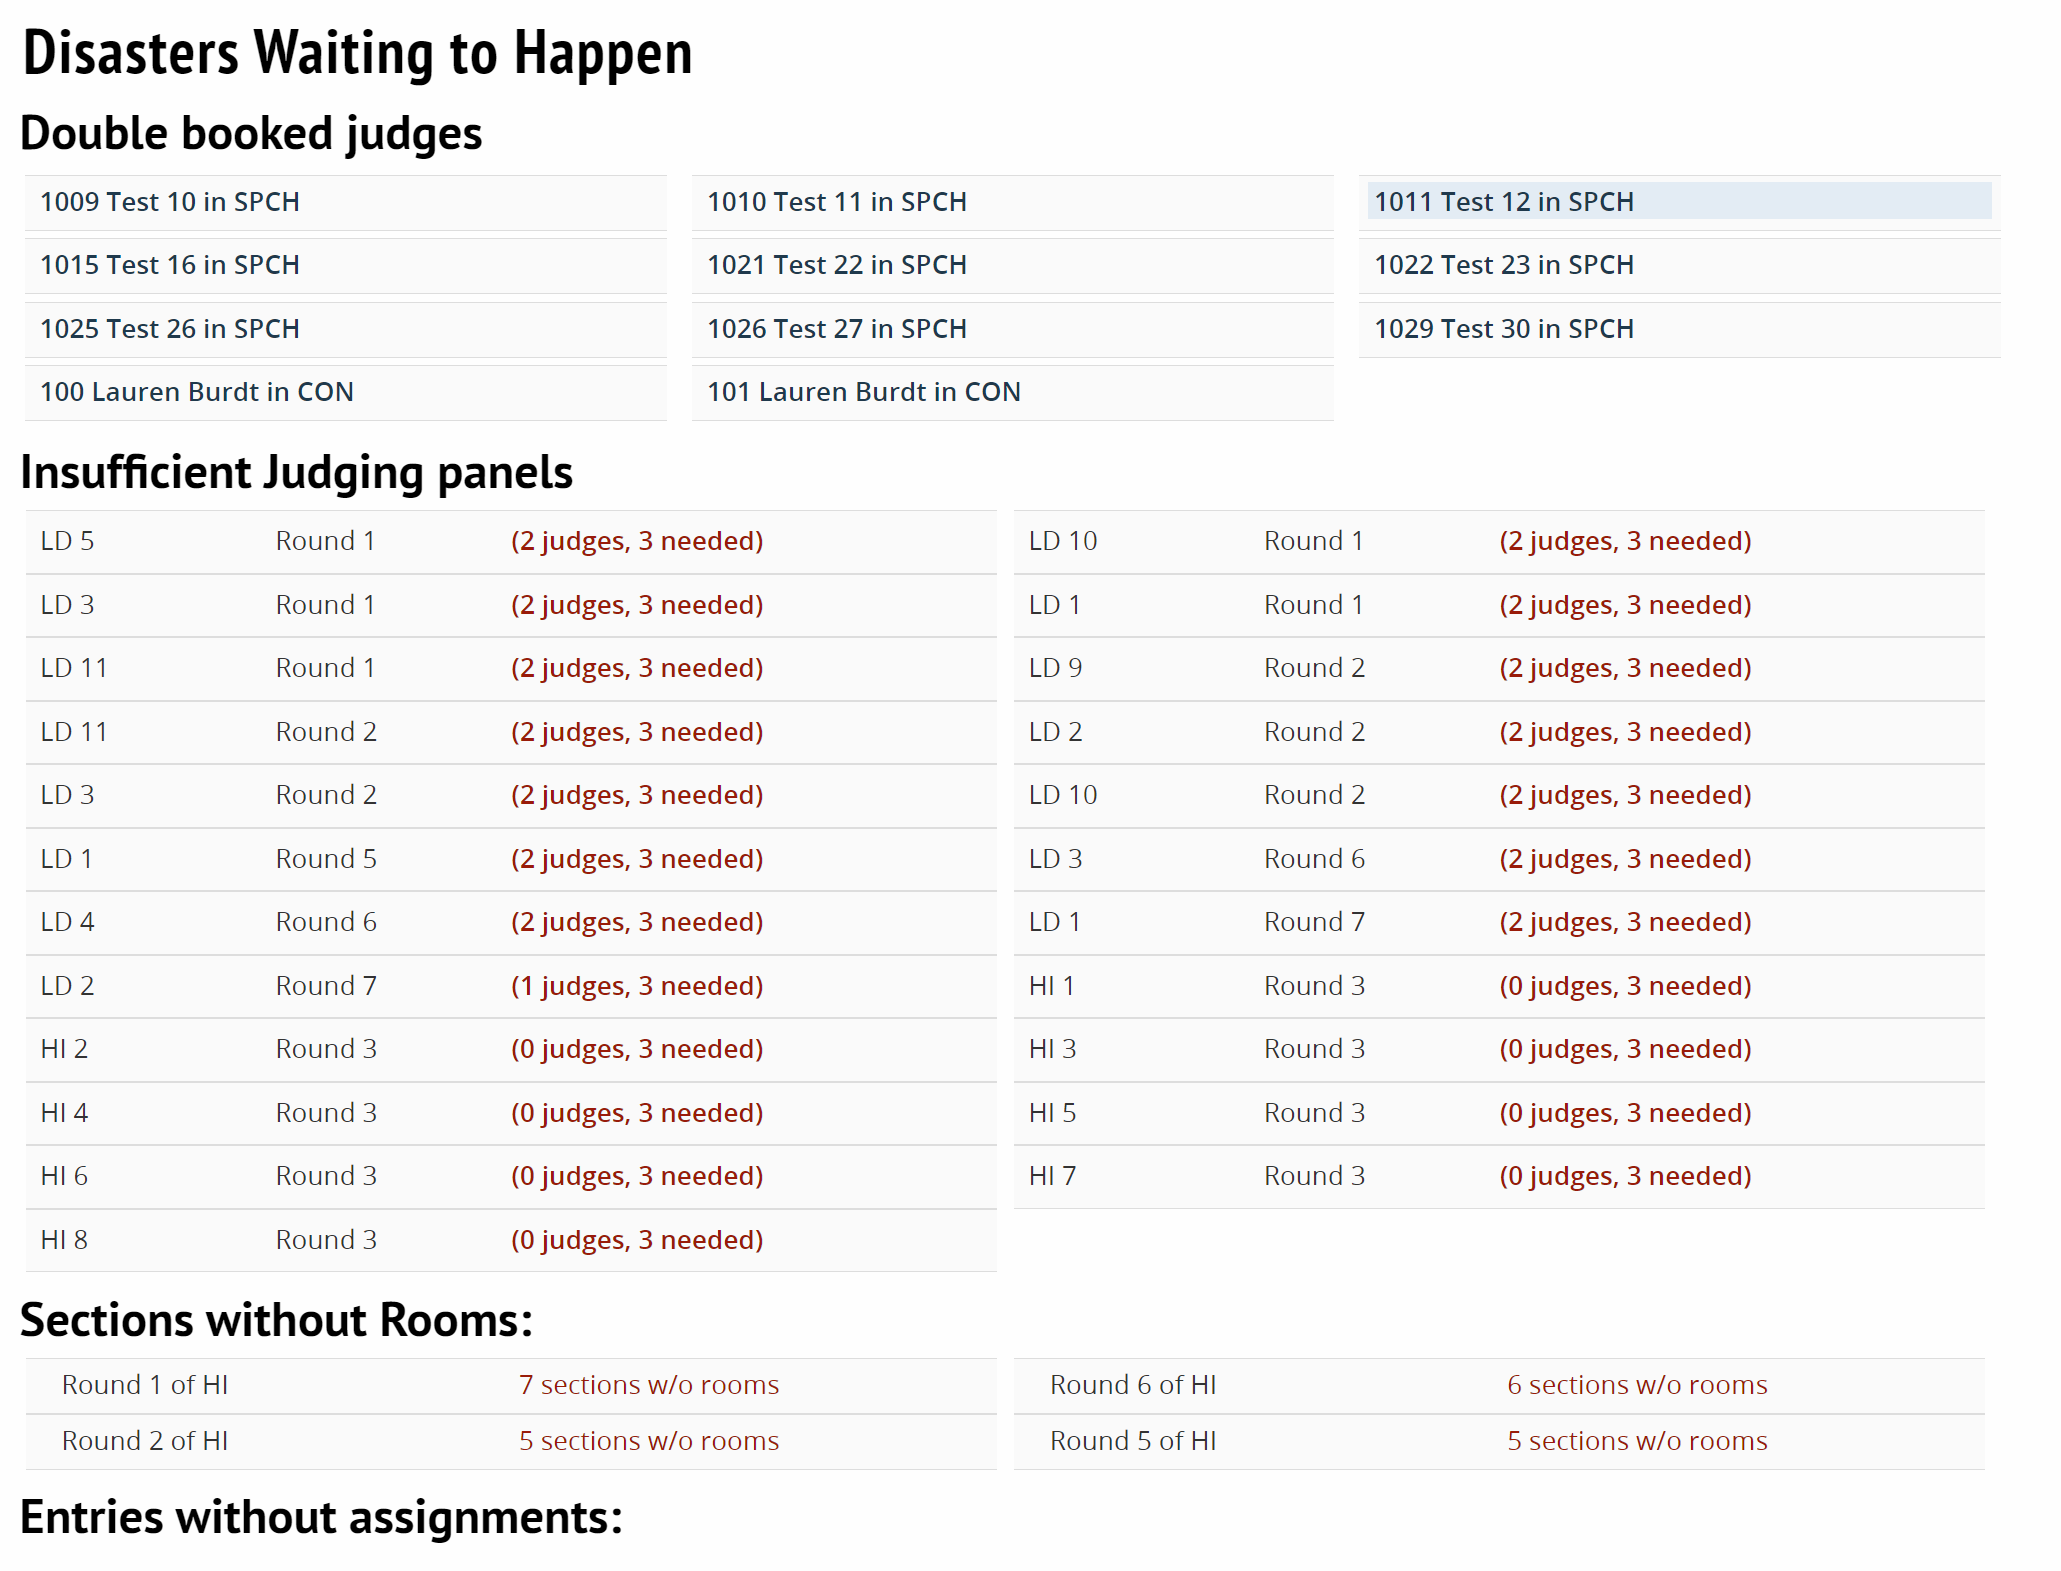 Disasters Waiting to Happen
Double booked judges
1009 Test 10 in SPCH 1010 Test 11 in SPCH 1011 Test 12 in SPCH
1015 Test 16 in SPCH 1021 Test 22 in SPCH 1022 Test 23 in SPCH
1025 Test 26 in SPCH 1026 Test 27 in SPCH 1029 Test 30 in SPCH
100 Lauren Burdt in CON 101 Lauren Burdt in CON
Insufficient Judging panels
LD 5 Round 1 (2 judges, 3 needed) LD 10 Round 1 (2 judges, 3 needed)
LD 3 Round 1 (2 judges, 3 needed) LD 1 Round 1 (2 judges, 3 needed)
LD 11 Round 1 (2 judges, 3 needed) LD 9 Round 2 (2 judges, 3 needed)
LD 11 Round 2 (2 judges, 3 needed) LD 2 Round 2 (2 judges, 3 needed)
LD 3 Round 2 (2 judges, 3 needed) LD 10 Round 2 (2 judges, 3 needed)
LD 1 Round 5 (2 judges, 3 needed) LD 3 Round 6 (2 judges, 3 needed)
LD 4 Round 6 (2 judges, 3 needed) LD 1 Round 7 (2 judges, 3 needed)
LD 2 Round 7 (1 judges, 3 needed) HI 1 Round 3 (0 judges, 3 needed)
HI 2 Round 3 (0 judges, 3 needed) HI 3 Round 3 (0 judges, 3 needed)
HI 4 Round 3 (0 judges, 3 needed) HI 5 Round 3 (0 judges, 3 needed)
HI 6 Round 3 (0 judges, 3 needed) HI 7 Round 3 (0 judges, 3 needed)
HI 8 Round 3 (0 judges, 3 needed)
Sections without Rooms:
Round 1 of HI 7 sections w/o rooms Round 6 of HI 6 sections w/o rooms
Round 2 of HI 5 sections w/o rooms Round 5 of HI 5 sections w/o rooms
Entries without assignments: